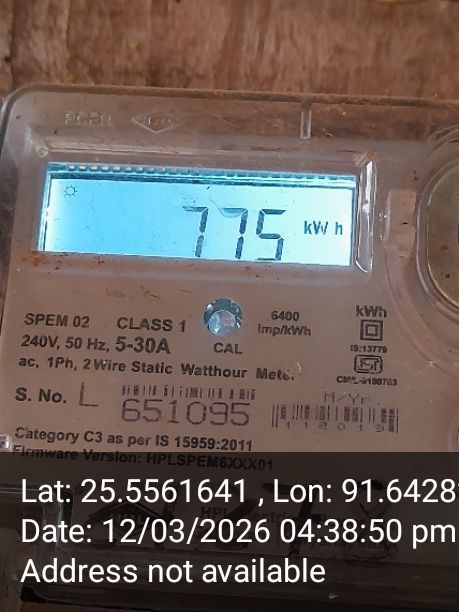 775 kWh
SPEM 02 CLASS 1 6400 imp/kWh kWh
240V, 50 Hz, 5-30A CAL IS:13779
ac, 1Ph, 2Wire Static Watthour Meter
S. No. L 651095 M/Yr. 112019
Category C3 as per IS 15959:2011
Firmware Version: HPLSPEM6XXX01
Lat: 25.5561641 , Lon: 91.6428
Date: 12/03/2026 04:38:50 pm
Address not available